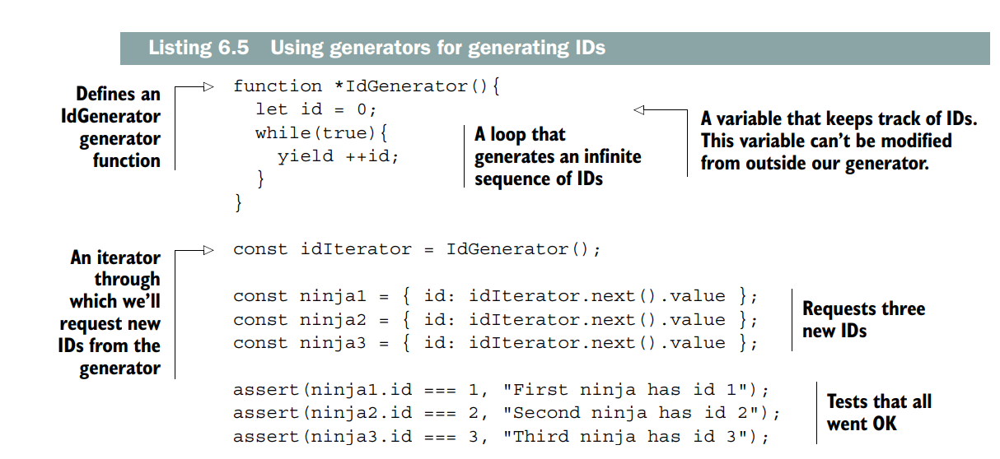 Listing 6.5 Using generators for generating IDs
Defines an
IdGenerator
generator
function
function *IdGenerator(){
  let id = 0;
  while(true){
    yield ++id;
  }
}
A loop that
generates an infinite
sequence of IDs
A variable that keeps track of IDs.
This variable can’t be modified
from outside our generator.
An iterator
through
which we’ll
request new
IDs from the
generator
const idIterator = IdGenerator();
const ninja1 = { id: idIterator.next().value };
const ninja2 = { id: idIterator.next().value };
const ninja3 = { id: idIterator.next().value };
Requests three
new IDs
assert(ninja1.id === 1, "First ninja has id 1");
assert(ninja2.id === 2, "Second ninja has id 2");
assert(ninja3.id === 3, "Third ninja has id 3");
Tests that all
went OK